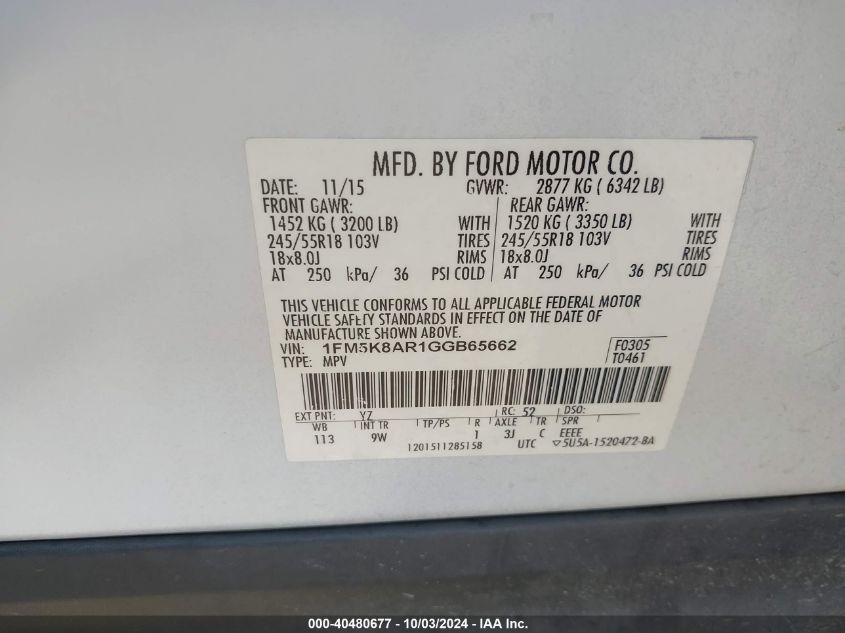 MFD. BY FORD MOTOR CO.
DATE: 11/15 GVWR: 2877 KG ( 6342 LB)
FRONT GAWR: REAR GAWR:
1452 KG ( 3200 LB) WITH 1520 KG ( 3350 LB) WITH
245/55R18 103V TIRES 245/55R18 103V TIRES
18x8.0J RIMS 18x8.0J RIMS
AT 250 kPa/ 36 PSI COLD AT 250 kPa/ 36 PSI COLD
THIS VEHICLE CONFORMS TO ALL APPLICABLE FEDERAL MOTOR
VEHICLE SAFETY STANDARDS IN EFFECT ON THE DATE OF
MANUFACTURE SHOWN ABOVE.
VIN: 1FM5K8AR1GGB65662 F0305
TYPE: MPV T0461
EXT PNT: YZ RC: 52 DSO:
WB INT TR TP/PS R AXLE TR SPR
113 9W 1 3J C EEEE
1201511285158 UTC ▽5U5A-1520472-BA
000-40480677 - 10/03/2024 - IAA Inc.